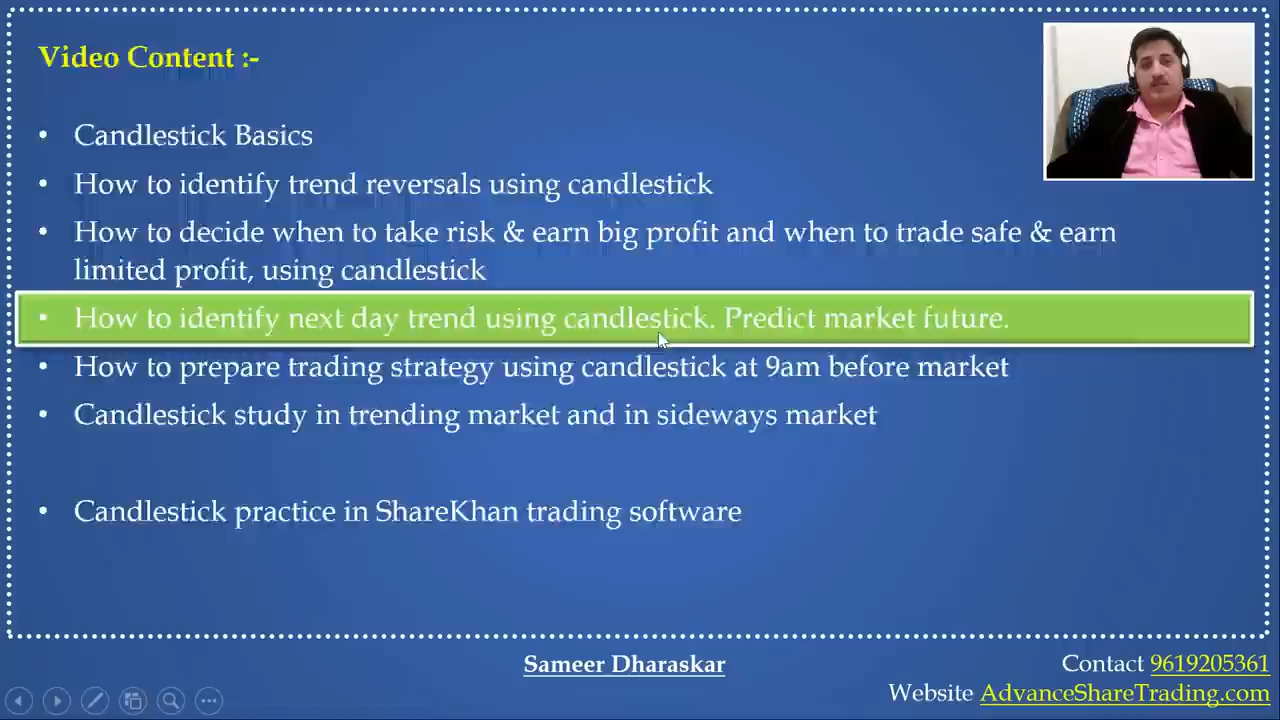 Video Content :-
• Candlestick Basics
• How to identify trend reversals using candlestick
• How to decide when to take risk & earn big profit and when to trade safe & earn
limited profit, using candlestick
• How to identify next day trend using candlestick. Predict market future.
• How to prepare trading strategy using candlestick at 9am before market
• Candlestick study in trending market and in sideways market
• Candlestick practice in ShareKhan trading software
Sameer Dharaskar
Contact 9619205361
Website AdvanceShareTrading.com